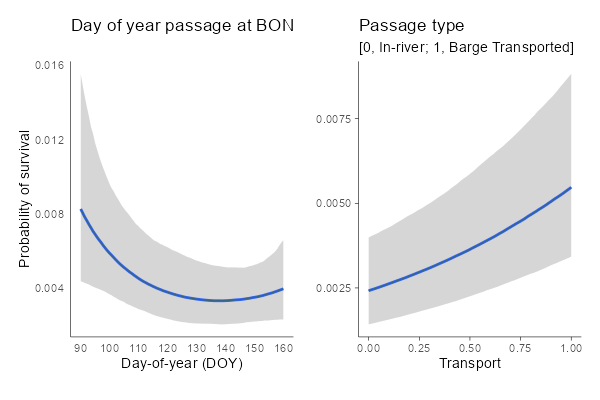 Day of year passage at BON
Passage type
[0, In-river; 1, Barge Transported]
Probability of survival
0.016
0.012
0.008
0.004
90 100 110 120 130 140 150 160
Day-of-year (DOY)
0.0075
0.0050
0.0025
0.00 0.25 0.50 0.75 1.00
Transport